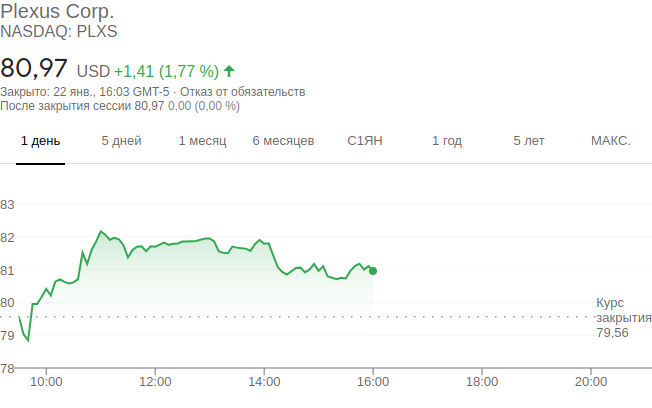 Plexus Corp.
NASDAQ: PLXS
80,97 USD +1,41 (1,77 %)
Закрыто: 22 янв., 16:03 GMT-5 · Отказ от обязательств
После закрытия сессии 80,97 0,00 (0,00 %)
1 день 5 дней 1 месяц 6 месяцев С1ЯН 1 год 5 лет МАКС.
83
82
81
80
Курс
закрытия
79,56
79
78
10:00 12:00 14:00 16:00 18:00 20:00